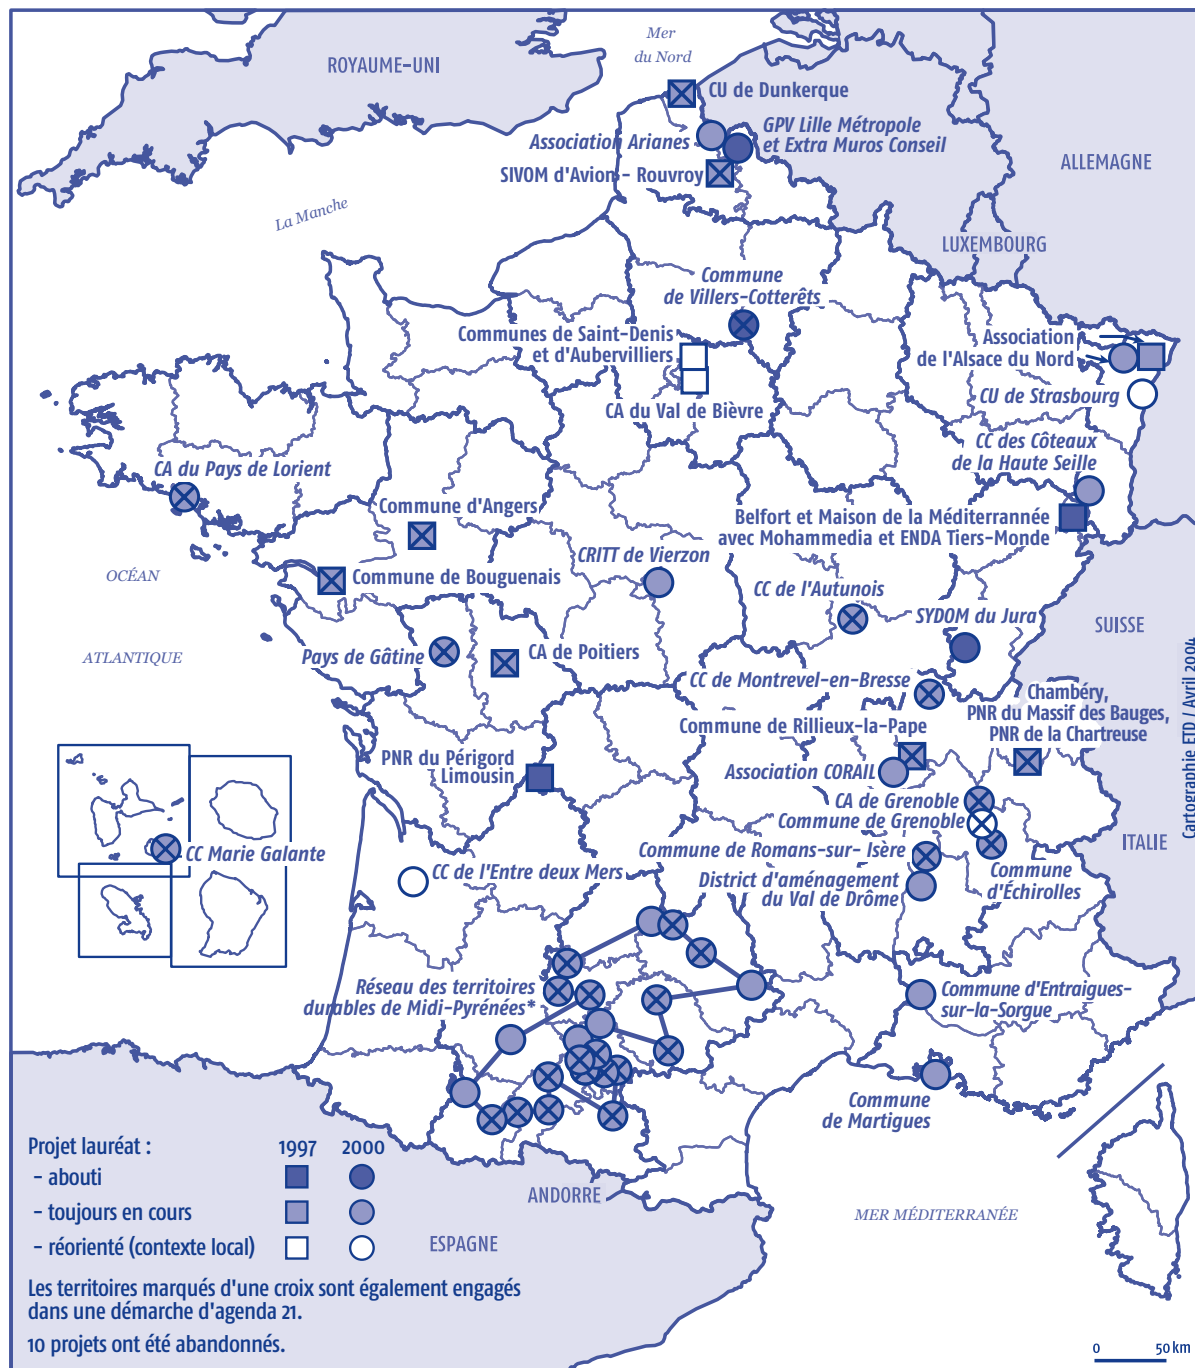 Mer
du Nord
ROYAUME-UNI
CU de Dunkerque
GPV Lille Métropole
et Extra Muros Conseil
Association Arianes
ALLEMAGNE
SIVOM d'Avion - Rouvroy
La Manche
LUXEMBOURG
Commune
de Villers-Cotterêts
Communes de Saint-Denis
et d'Aubervilliers
Association
de l'Alsace du Nord
CA du Val de Bièvre
CU de Strasbourg
CC des Côteaux
de la Haute Seille
CA du Pays de Lorient
Commune d'Angers
Belfort et Maison de la Méditerrannée
avec Mohammedia et ENDA Tiers-Monde
CRITT de Vierzon
OCÉAN
Commune de Bouguenais
CC de l'Autunois
SYDOM du Jura
SUISSE
ATLANTIQUE
Pays de Gâtine
CA de Poitiers
CC de Montrevel-en-Bresse
Chambéry,
PNR du Massif des Bauges,
PNR de la Chartreuse
Commune de Rillieux-la-Pape
PNR du Périgord
Limousin
Association CORAIL
CA de Grenoble
Commune de Grenoble
ITALIE
CC Marie Galante
Commune de Romans-sur- Isère
CC de l'Entre deux Mers
District d'aménagement
du Val de Drôme
Commune
d'Échirolles
Réseau des territoires
durables de Midi-Pyrénées*
Commune d'Entraigues-
sur-la-Sorgue
Commune
de Martigues
Projet lauréat :
1997
2000
- abouti
- toujours en cours
- réorienté (contexte local)
ANDORRE
ESPAGNE
MER MÉDITERRANÉE
Les territoires marqués d'une croix sont également engagés
dans une démarche d'agenda 21.
10 projets ont été abandonnés.
0 50 km
Cartographie ETD / Avril 2004